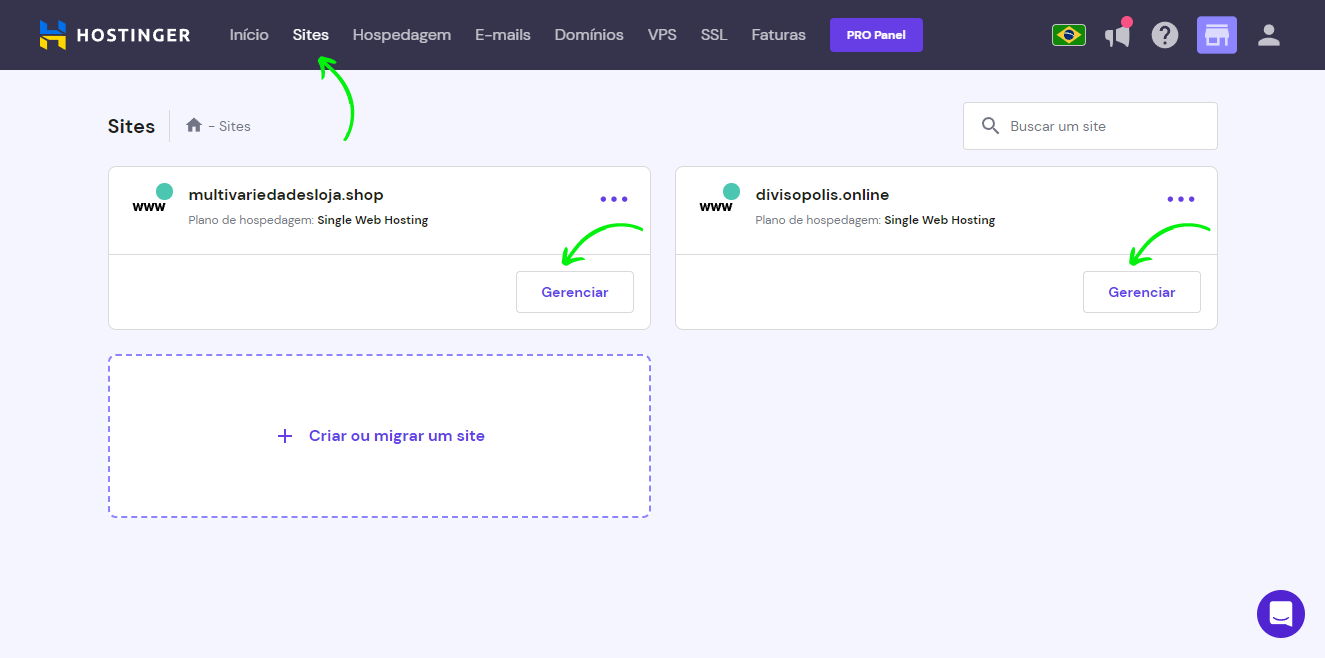 HOSTINGER Início Sites Hospedagem E-mails Domínios VPS SSL Faturas PRO Panel
Sites – Sites
Buscar um site
www multivariedadesloja.shop
Plano de hospedagem: Single Web Hosting
Gerenciar
www divisopolis.online
Plano de hospedagem: Single Web Hosting
Gerenciar
+ Criar ou migrar um site